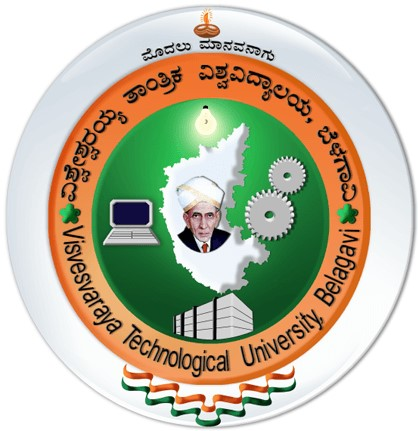 ಮೊದಲು ಮಾನವನಾಗು
ವಿಶ್ವೇಶ್ವರಯ್ಯ ತಾಂತ್ರಿಕ ವಿಶ್ವವಿದ್ಯಾಲಯ, ಬೆಳಗಾವಿ
Visvesvaraya Technological University, Belagavi